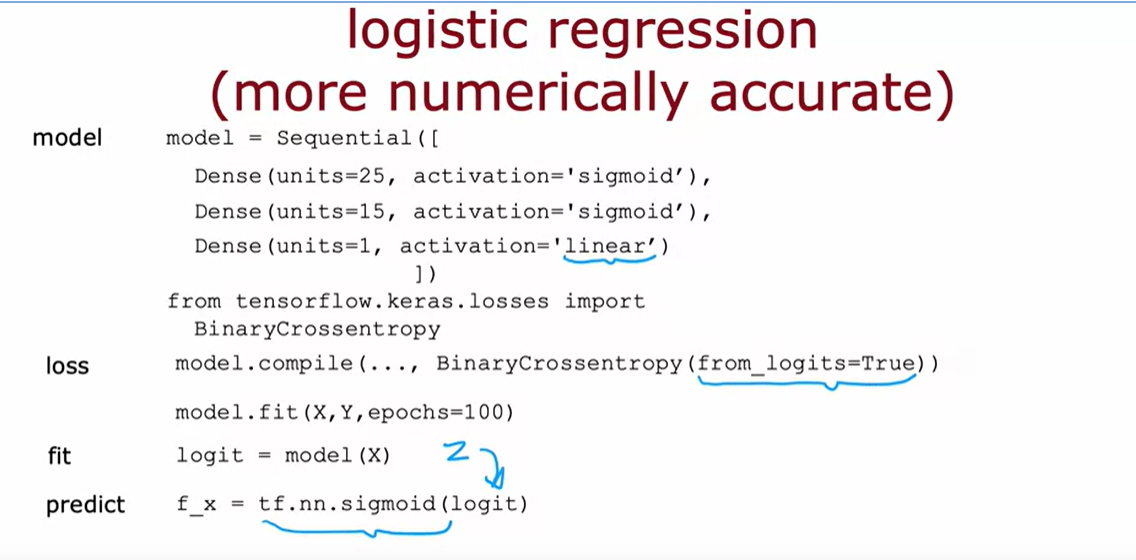 logistic regression
(more numerically accurate)
model model = Sequential([
Dense(units=25, activation='sigmoid'),
Dense(units=15, activation='sigmoid'),
Dense(units=1, activation='linear')
])
from tensorflow.keras.losses import
BinaryCrossentropy
loss model.compile(..., BinaryCrossentropy(from_logits=True))
model.fit(X,Y,epochs=100)
fit logit = model(X) z
predict f_x = tf.nn.sigmoid(logit)